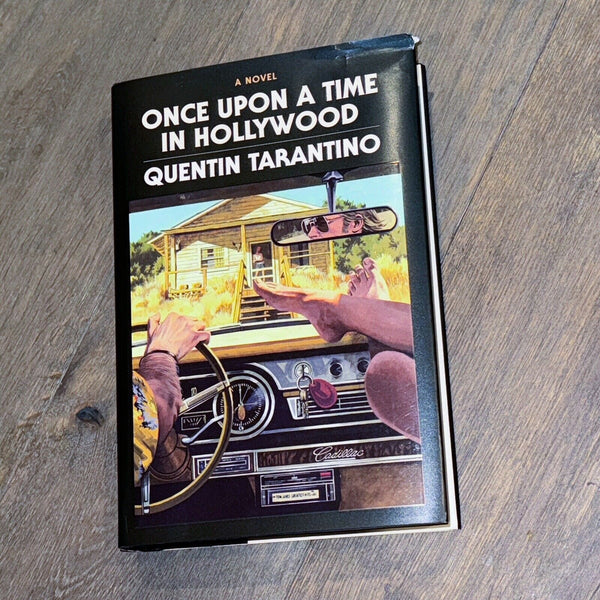 A NOVEL
ONCE UPON A TIME
IN HOLLYWOOD
QUENTIN TARANTINO
Cadillac